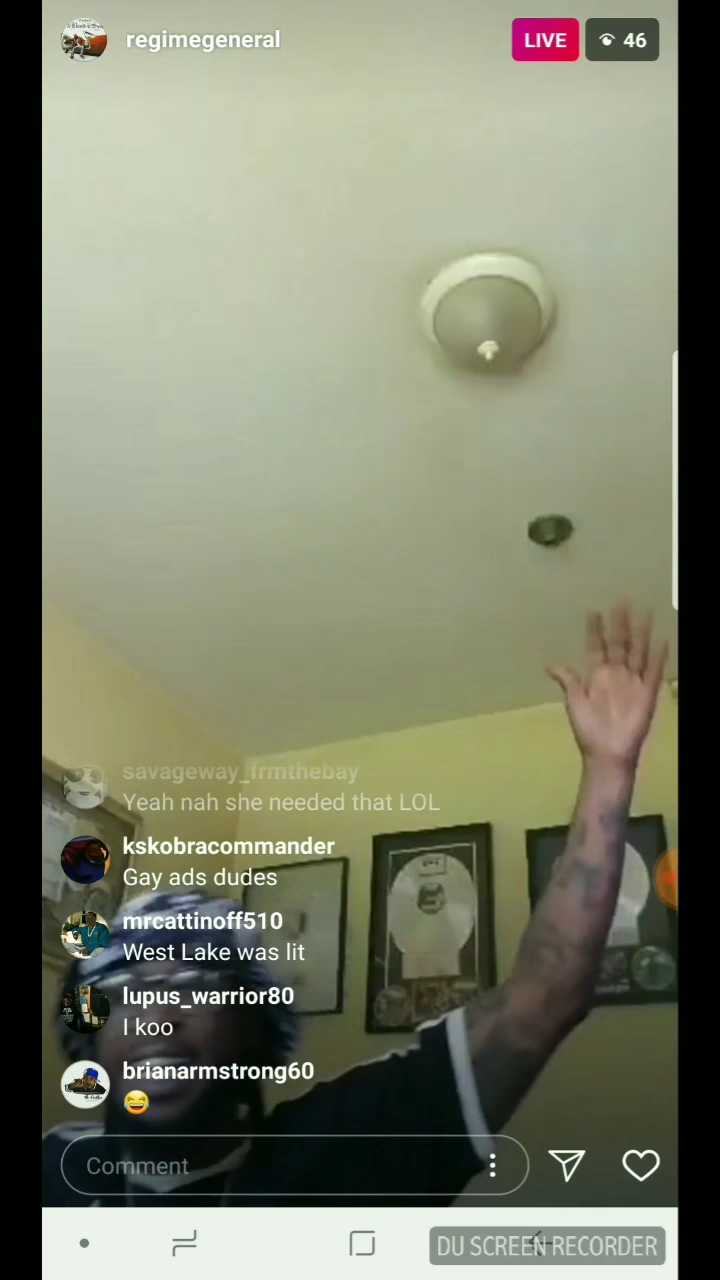 regimegeneral
LIVE
46
savageway_frmthebay
Yeah nah she needed that LOL
kskobracommander
Gay ads dudes
mrcattinoff510
West Lake was lit
lupus_warrior80
I koo
brianarmstrong60
Comment
DU SCREEN RECORDER